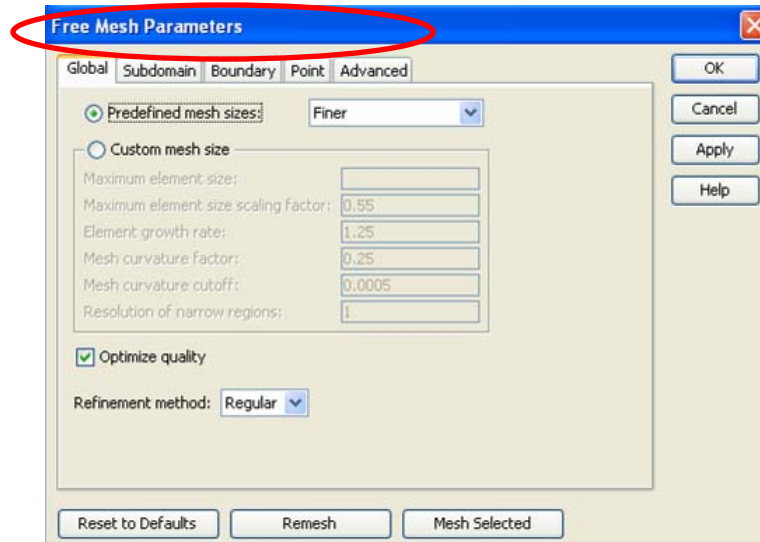 Free Mesh Parameters
Global Subdomain Boundary Point Advanced
OK
Predefined mesh sizes: Finer
Cancel
Custom mesh size
Apply
Maximum element size:
Help
Maximum element size scaling factor: 0.55
Element growth rate: 1.25
Mesh curvature factor: 0.25
Mesh curvature cutoff: 0.0005
Resolution of narrow regions: 1
Optimize quality
Refinement method: Regular
Reset to Defaults Remesh Mesh Selected